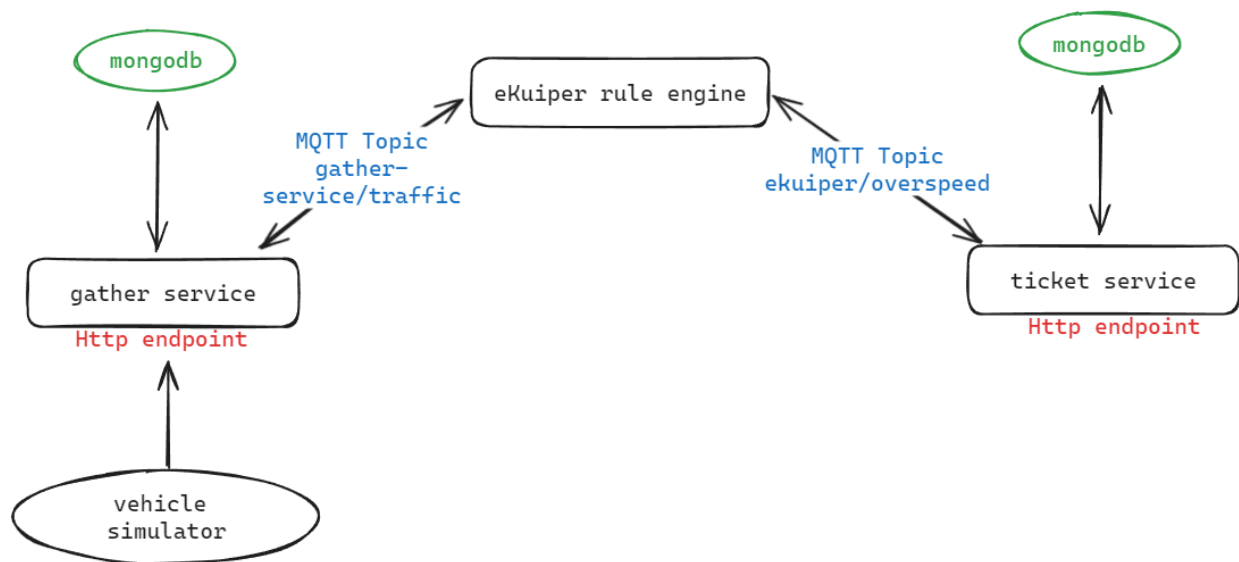 mongodb
mongodb
eKuiper rule engine
MQTT Topic
gather-
service/traffic
MQTT Topic
ekuiper/overspeed
gather service
Http endpoint
ticket service
Http endpoint
vehicle
simulator